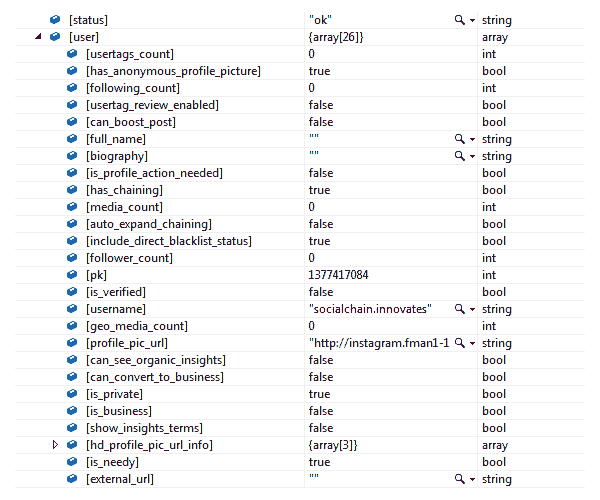 [status] "ok" string
[user] {array[26]} array
[usertags_count] 0 int
[has_anonymous_profile_picture] true bool
[following_count] 0 int
[usertag_review_enabled] false bool
[can_boost_post] false bool
[full_name] "" string
[biography] "" string
[is_profile_action_needed] false bool
[has_chaining] true bool
[media_count] 0 int
[auto_expand_chaining] false bool
[include_direct_blacklist_status] true bool
[follower_count] 0 int
[pk] 1377417084 int
[is_verified] false bool
[username] "socialchain.innovates" string
[geo_media_count] 0 int
[profile_pic_url] "http://instagram.fman1-1 string
[can_see_organic_insights] false bool
[can_convert_to_business] false bool
[is_private] true bool
[is_business] false bool
[show_insights_terms] false bool
[hd_profile_pic_url_info] {array[3]} array
[is_needy] true bool
[external_url] "" string